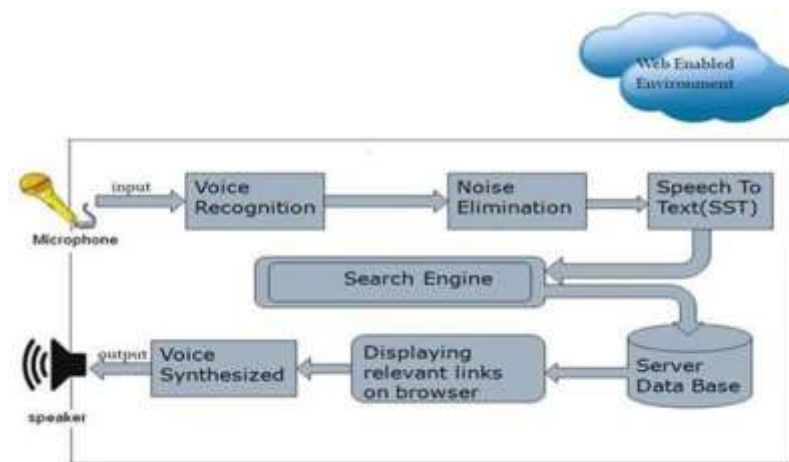 Web Enabled
Environment
input
Voice
Recognition
Noise
Elimination
Speech To
Text(SST)
Microphone
Search Engine
output
Voice
Synthesized
Displaying
relevant links
on browser
Server
Data Base
speaker